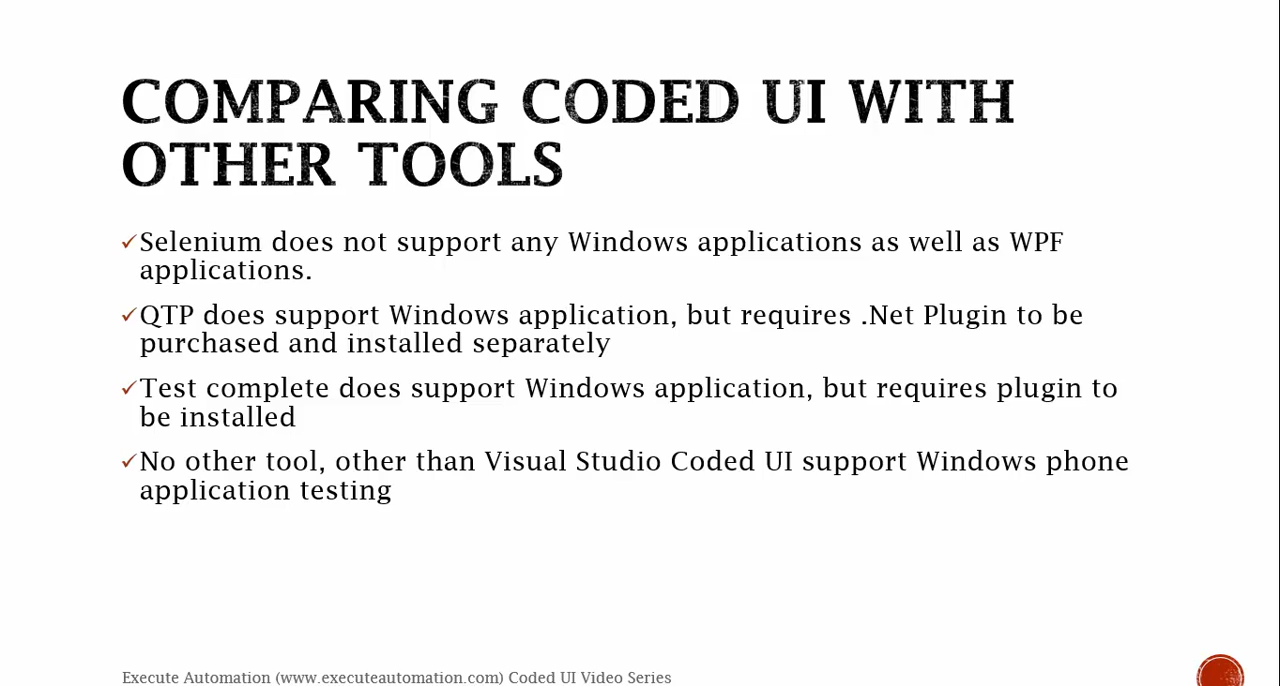 COMPARING CODED UI WITH
OTHER TOOLS
✓Selenium does not support any Windows applications as well as WPF
applications.
✓QTP does support Windows application, but requires .Net Plugin to be
purchased and installed separately
✓Test complete does support Windows application, but requires plugin to
be installed
✓No other tool, other than Visual Studio Coded UI support Windows phone
application testing
Execute Automation (www.executeautomation.com) Coded UI Video Series